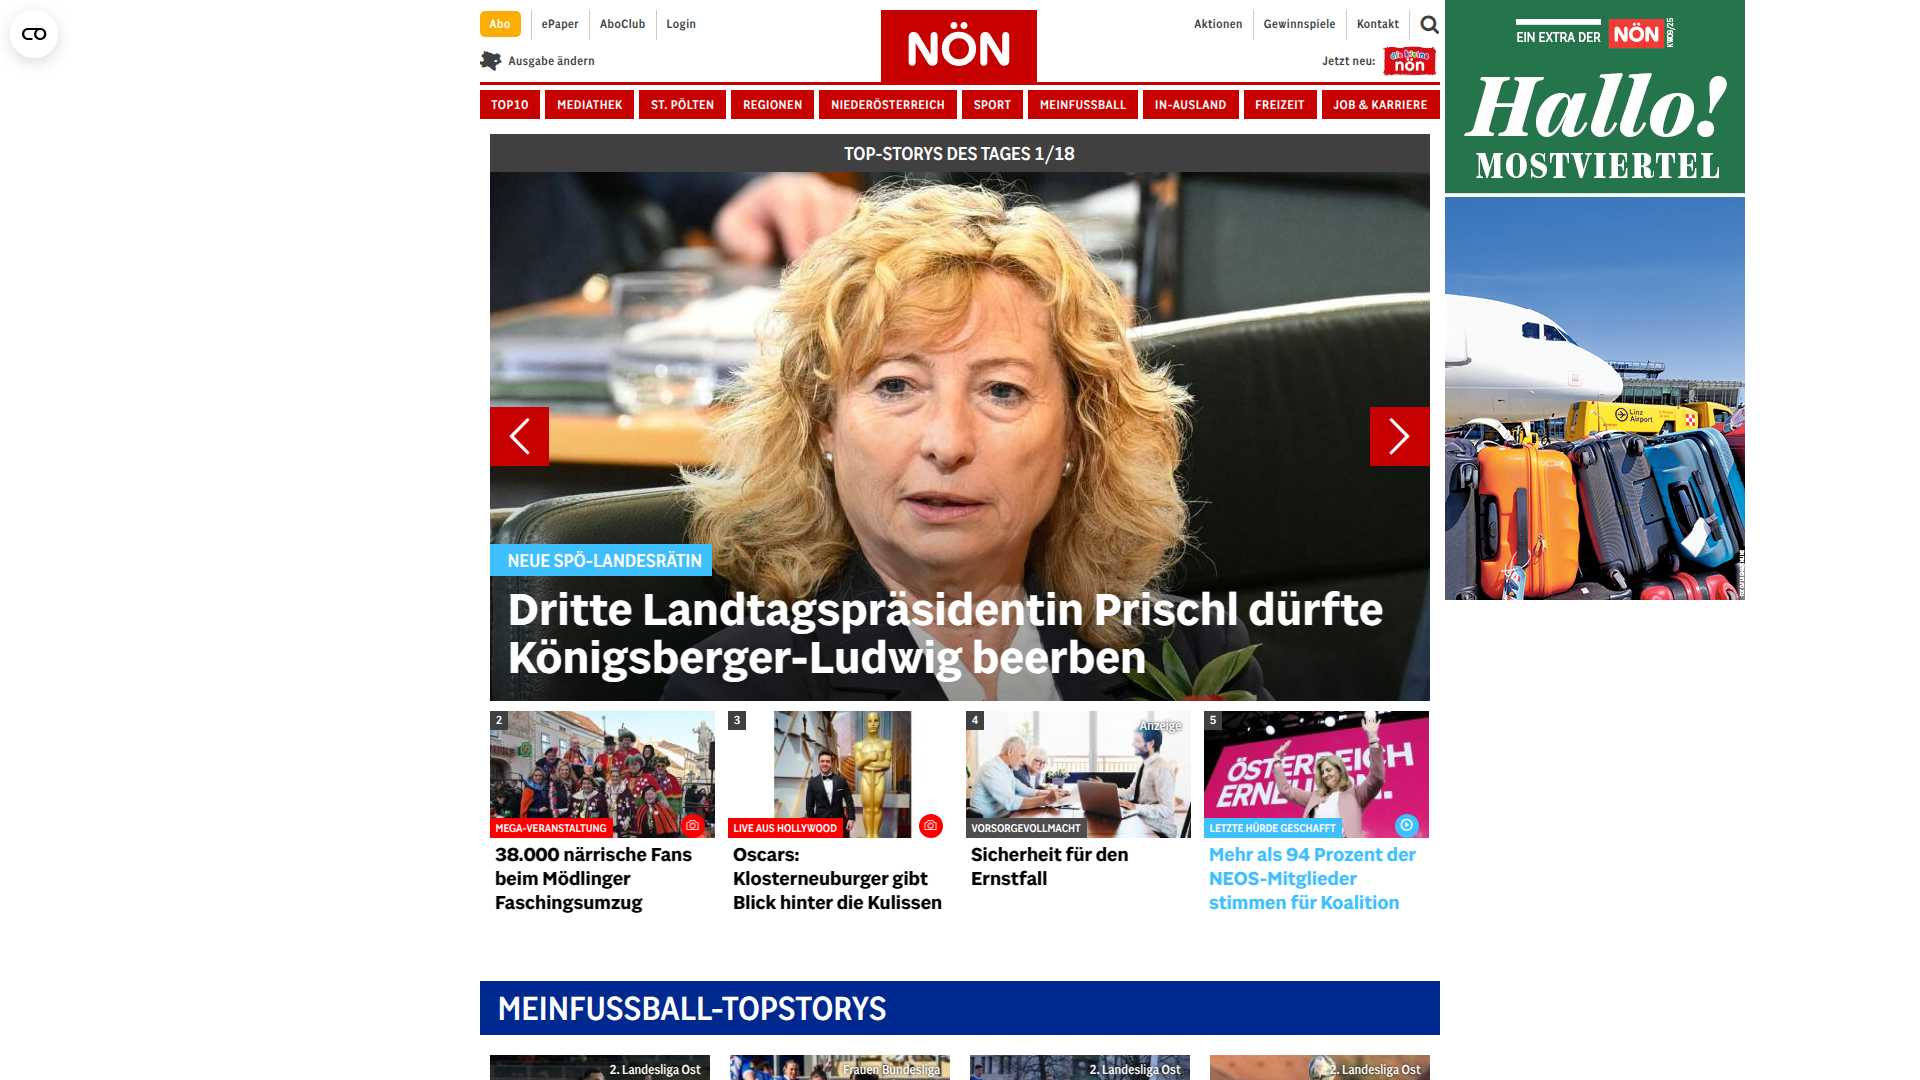 Abo
ePaper
AboClub
Login
NÖN
Aktionen
Gewinnspiele
Kontakt
Ausgabe ändern
Jetzt neu:
die kleine
nön
TOP10
MEDIATHEK
ST. PÖLTEN
REGIONEN
NIEDERÖSTERREICH
SPORT
MEINFUSSBALL
IN-AUSLAND
FREIZEIT
JOB & KARRIERE
EIN EXTRA DER NÖN
Hallo!
MOSTVIERTEL
Linz
Airport
TOP-STORYS DES TAGES 1/18
NEUE SPÖ-LANDESRÄTIN
Dritte Landtagspräsidentin Prischl dürfte
Königsberger-Ludwig beerben
2
MEGA-VERANSTALTUNG
38.000 närrische Fans
beim Mödlinger
Faschingsumzug
3
LIVE AUS HOLLYWOOD
Oscars:
Klosterneuburger gibt
Blick hinter die Kulissen
4
Anzeige
VORSORGEVOLLMACHT
Sicherheit für den
Ernstfall
5
LETZTE HÜRDE GESCHAFFT
Mehr als 94 Prozent der
NEOS-Mitglieder
stimmen für Koalition
MEINFUSSBALL-TOPSTORYS
2. Landesliga Ost
Frauen Bundesliga
2. Landesliga Ost
2. Landesliga Ost